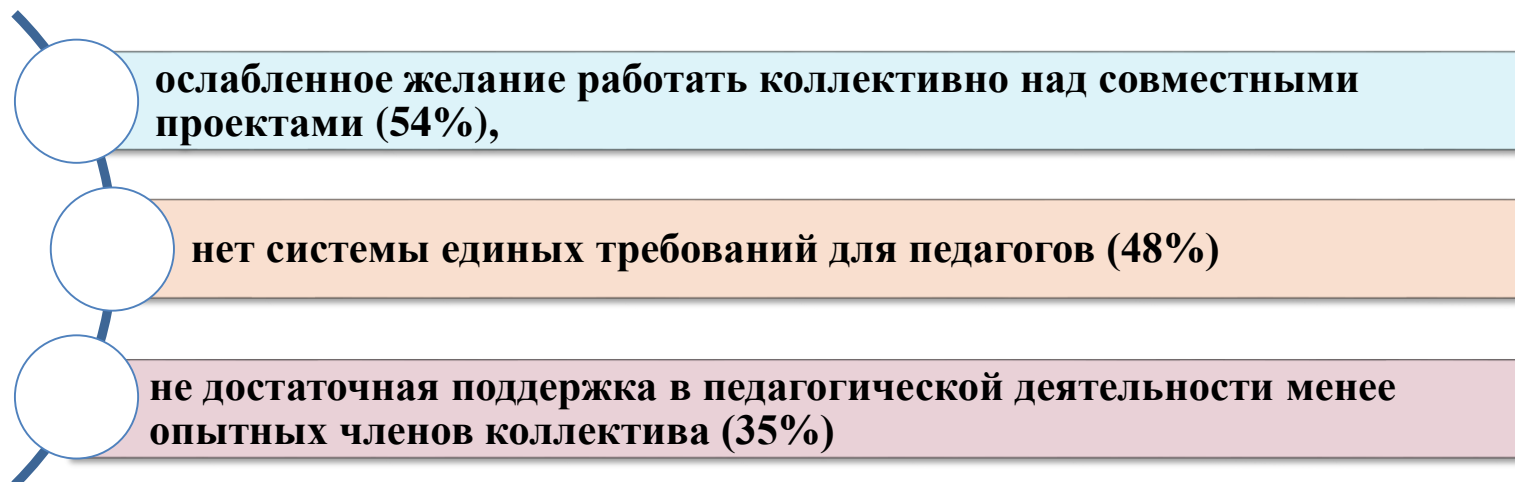 ослабленное желание работать коллективно над совместными
проектами (54%),
нет системы единых требований для педагогов (48%)
не достаточная поддержка в педагогической деятельности менее
опытных членов коллектива (35%)